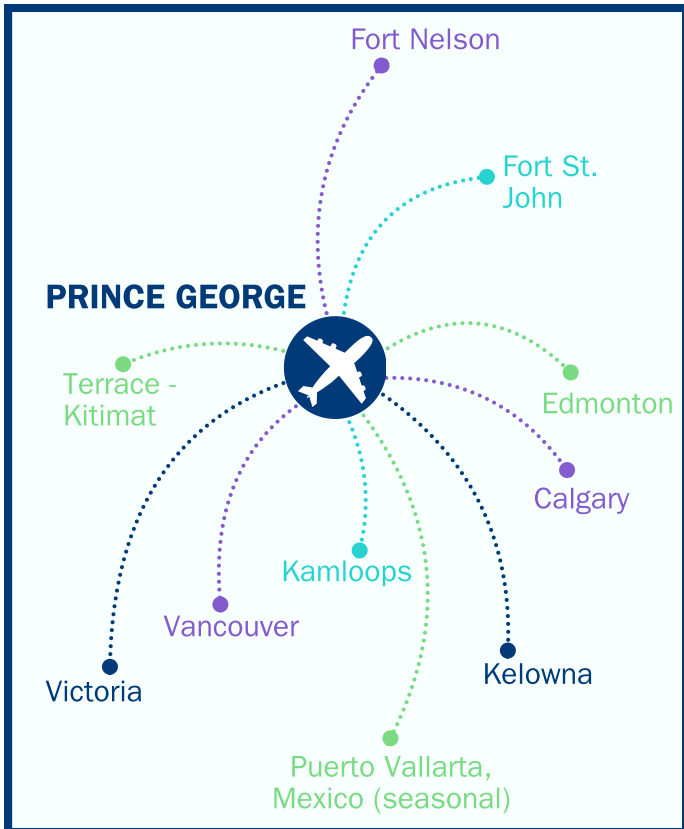 Fort Nelson
Fort St.
John
PRINCE GEORGE
Terrace -
Kitimat
Edmonton
Calgary
Kamloops
Vancouver
Kelowna
Victoria
Puerto Vallarta,
Mexico (seasonal)